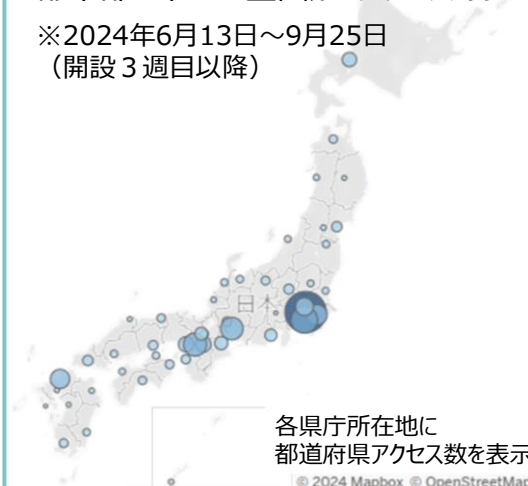 ※2024年6月13日～9月25日
（開設３週目以降）
日本
各県庁所在地に
都道府県アクセス数を表示
© 2024 Mapbox © OpenStreetMap